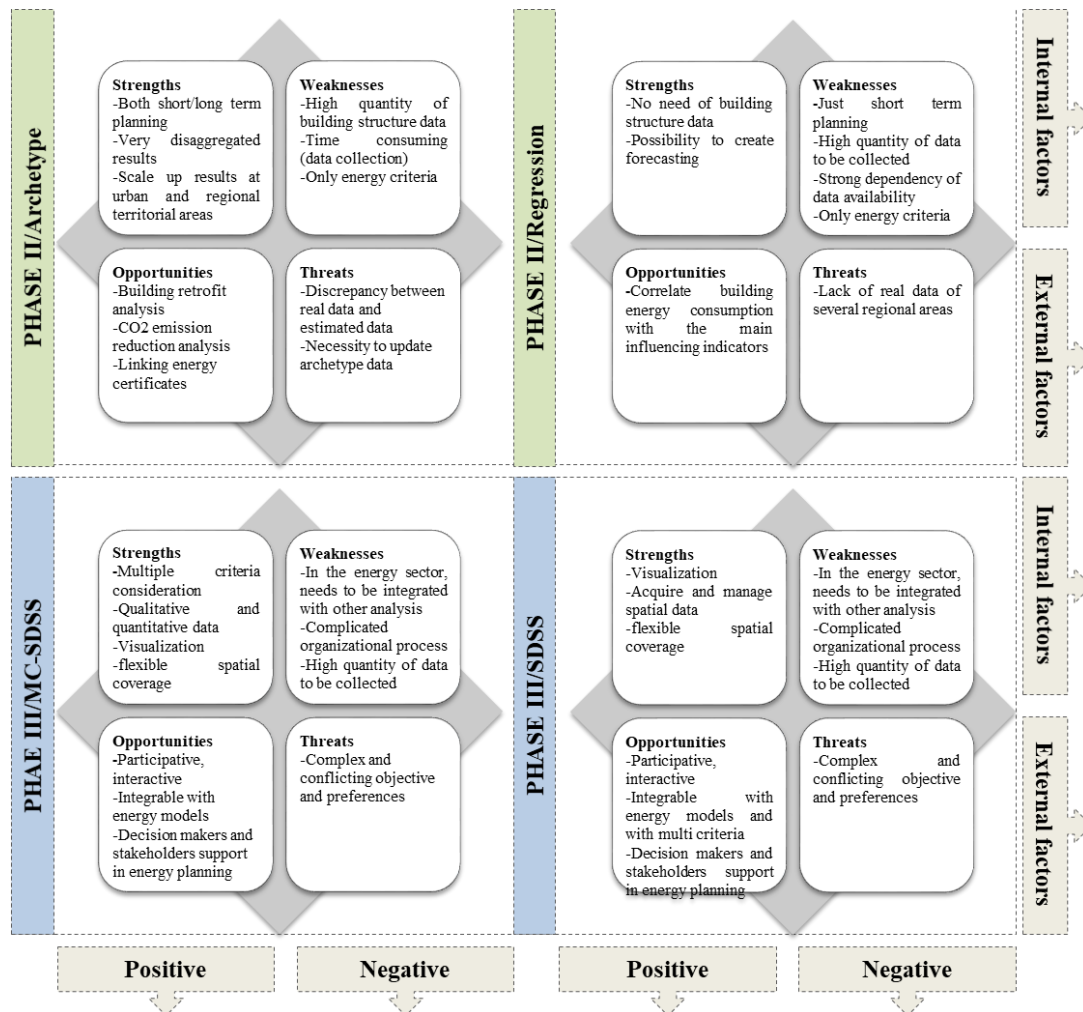 PHASE II/Archetype
Strengths
-Both short/long term
planning
-Very disaggregated
results
-Scale up results at
urban and regional
territorial areas
Weaknesses
-High quantity of
building structure data
-Time consuming
(data collection)
-Only energy criteria
Opportunities
-Building retrofit
analysis
-CO2 emission
reduction analysis
-Linking energy
certificates
Threats
-Discrepancy between
real data and
estimated data
-Necessity to update
archetype data
PHASE II/Regression
Strengths
-No need of building
structure data
-Possibility to create
forecasting
Weaknesses
-Just short term
planning
-High quantity of data
to be collected
-Strong dependency of
data availability
-Only energy criteria
Opportunities
-Correlate building
energy consumption
with the main
influencing indicators
Threats
-Lack of real data of
several regional areas
Internal factors
External factors
PHAE III/MC-SDSS
Strengths
-Multiple criteria
consideration
-Qualitative and
quantitative data
-Visualization
-flexible spatial
coverage
Weaknesses
-In the energy sector,
needs to be integrated
with other analysis
-Complicated
organizational process
-High quantity of data
to be collected
Opportunities
-Participative,
interactive
-Integrable with
energy models
-Decision makers and
stakeholders support
in energy planning
Threats
-Complex and
conflicting objective
and preferences
PHASE III/SDSS
Strengths
-Visualization
-Acquire and manage
spatial data
-flexible spatial
coverage
Weaknesses
-In the energy sector,
needs to be integrated
with other analysis
-Complicated
organizational process
-High quantity of data
to be collected
Opportunities
-Participative,
interactive
-Integrable with
energy models and
with multi criteria
-Decision makers and
stakeholders support
in energy planning
Threats
-Complex and
conflicting objective
and preferences
Internal factors
External factors
Positive
Negative
Positive
Negative